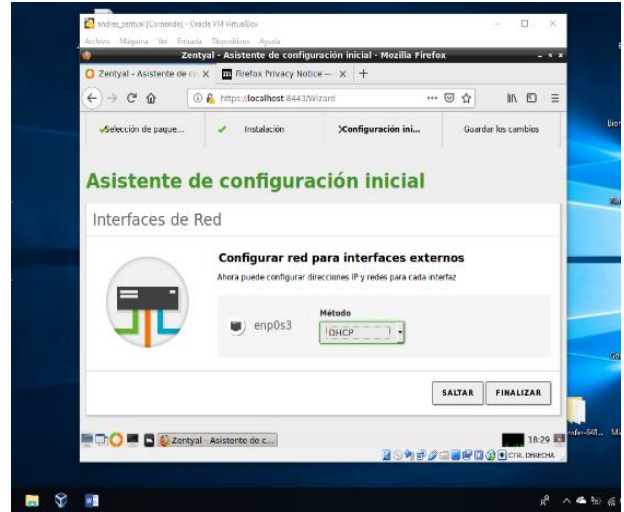 andres_zentyal [Corriendo] - Oracle VM VirtualBox
Archivo Máquina Ver Entrada Dispositivos Ayuda
Zentyal - Asistente de configuración inicial - Mozilla Firefox
Zentyal - Asistente de co
Firefox Privacy Notice —
https://localhost:8443/Wizard
Selección de paque...
Instalación
Configuración ini...
Guardar los cambios
Asistente de configuración inicial
Interfaces de Red
Configurar red para interfaces externos
Ahora puede configurar direcciones IP y redes para cada interfaz
enp0s3
Método
DHCP
SALTAR
FINALIZAR
Zentyal - Asistente de c...
18:29
CTRL DERECHA